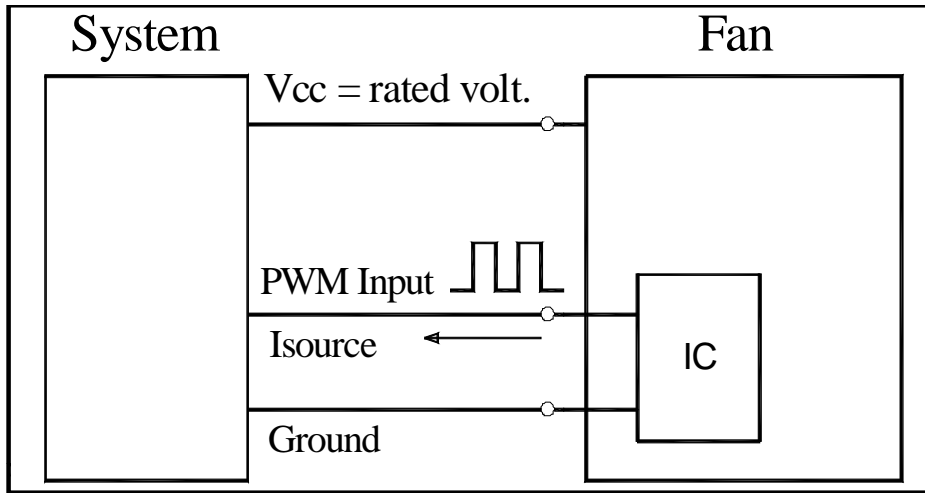 System
Fan
Vcc = rated volt.
PWM Input
Isource
IC
Ground